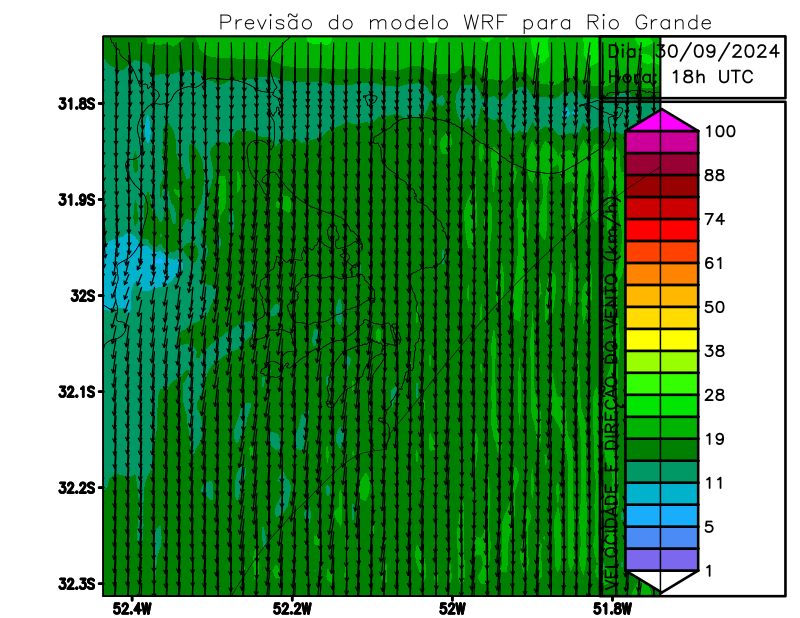 Previsão do modelo WRF para Rio Grande
Dia: 30/09/2024
Hora: 18h UTC
31.8S
31.9S
32S
32.1S
32.2S
32.3S
52.4W
52.2W
52W
51.8W
VELOCIDADE E DIREÇÃO DO VENTO (km/h)
100
88
74
61
50
38
28
19
11
5
1